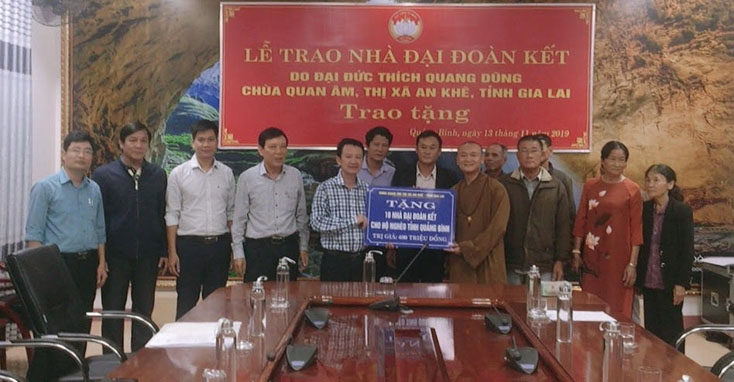 LỄ TRAO NHÀ ĐẠI ĐOÀN KẾT
DO ĐẠI ĐỨC THÍCH QUANG DŨNG
CHÙA QUAN ÂM, THỊ XÃ AN KHÊ, TỈNH GIA LAI
Trao tặng
Quảng Bình, ngày 13 tháng 11 năm 2019
TẶNG
10 NHÀ ĐẠI ĐOÀN KẾT
CHO HỘ NGHÈO TỈNH QUẢNG BÌNH
TRỊ GIÁ: 400 TRIỆU ĐỒNG